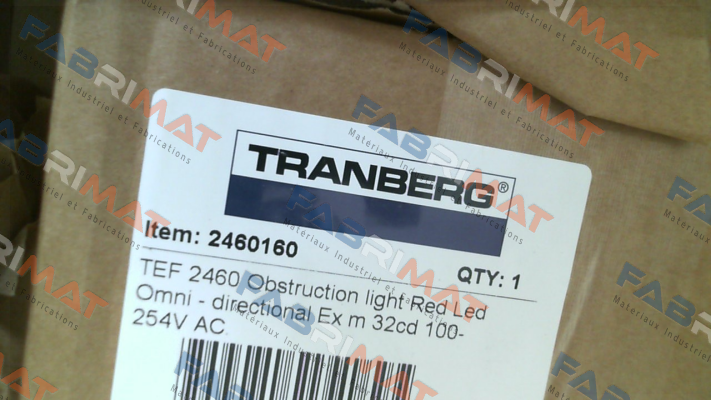 TRANBERG®
Item: 2460160
QTY: 1
TEF 2460 Obstruction light Red Led
Omni - directional Ex m 32cd 100-
254V AC.
FABRIMAT
Matériaux Industriel et Fabrications